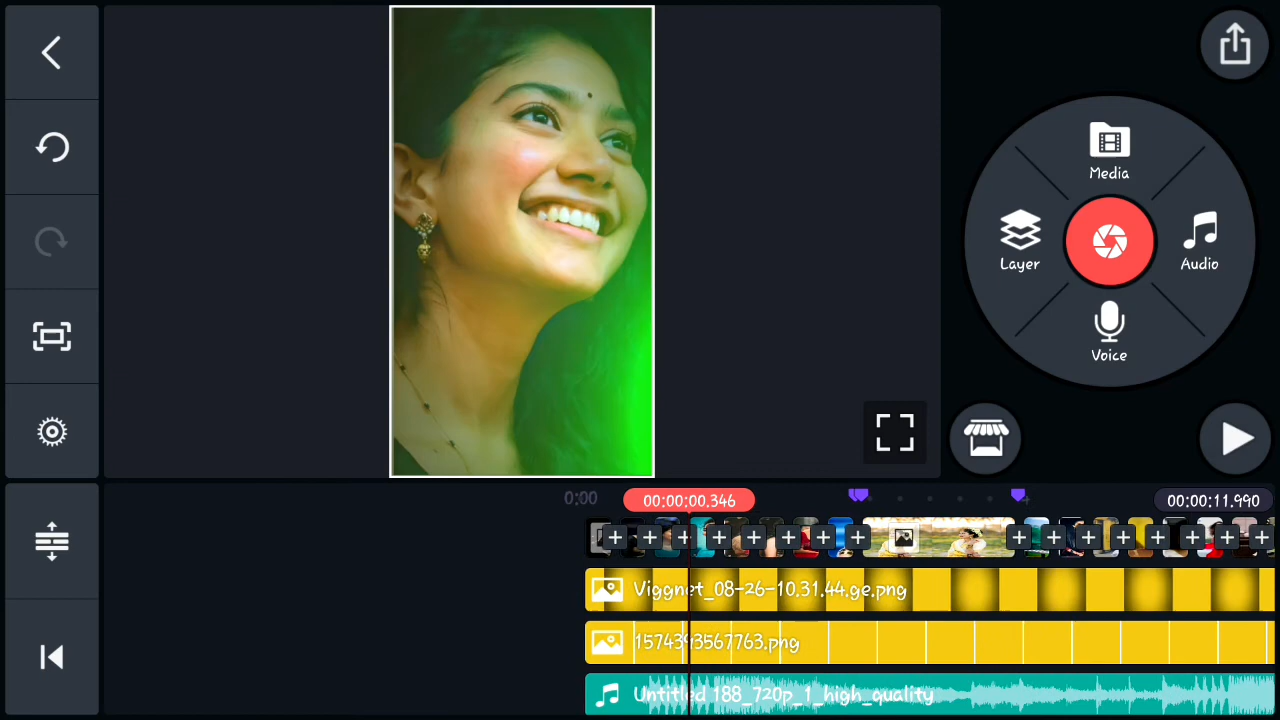 Media
Layer
Audio
Voice
0:00
00:00:00.346
00:00:11.990
Viggnet_08-26-10.31.44.ge.png
1574393567763.png
Untitled 188_720p_1_high_quality